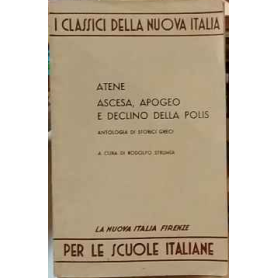 I CLASSICI DELLA NUOVA ITALIA
ATENE
ASCESA, APOGEO
E DECLINO DELLA POLIS
ANTOLOGIA DI STORICI GRECI
A CURA DI RODOLFO
LA NUOVA ITALIA FIRENZE
PER LE SCUOLE ITALIANE